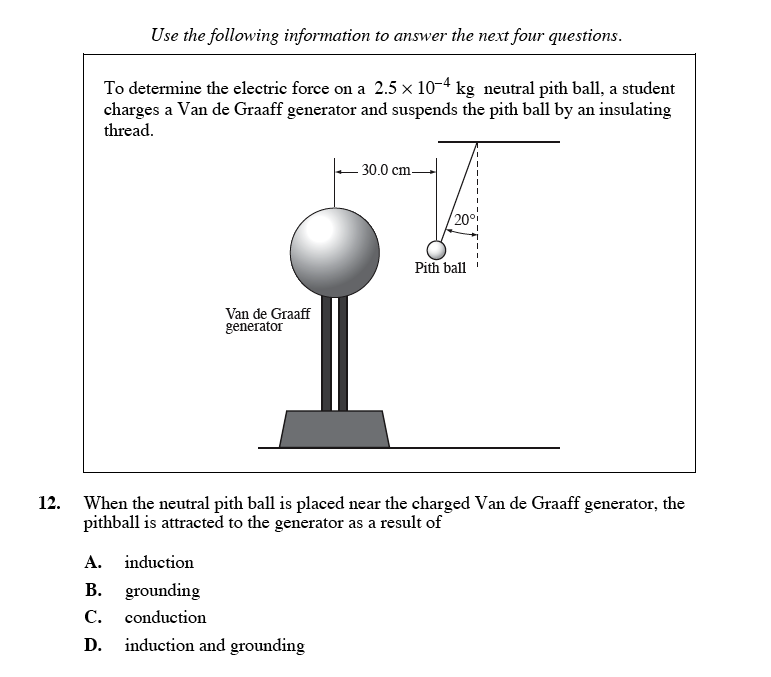 Use the following information to answer the next four questions.
To determine the electric force on a 2.5 × 10⁻⁴ kg neutral pith ball, a student
charges a Van de Graaff generator and suspends the pith ball by an insulating
thread.
30.0 cm
20°
Pith ball
Van de Graaff
generator
12. When the neutral pith ball is placed near the charged Van de Graaff generator, the
pithball is attracted to the generator as a result of
A. induction
B. grounding
C. conduction
D. induction and grounding